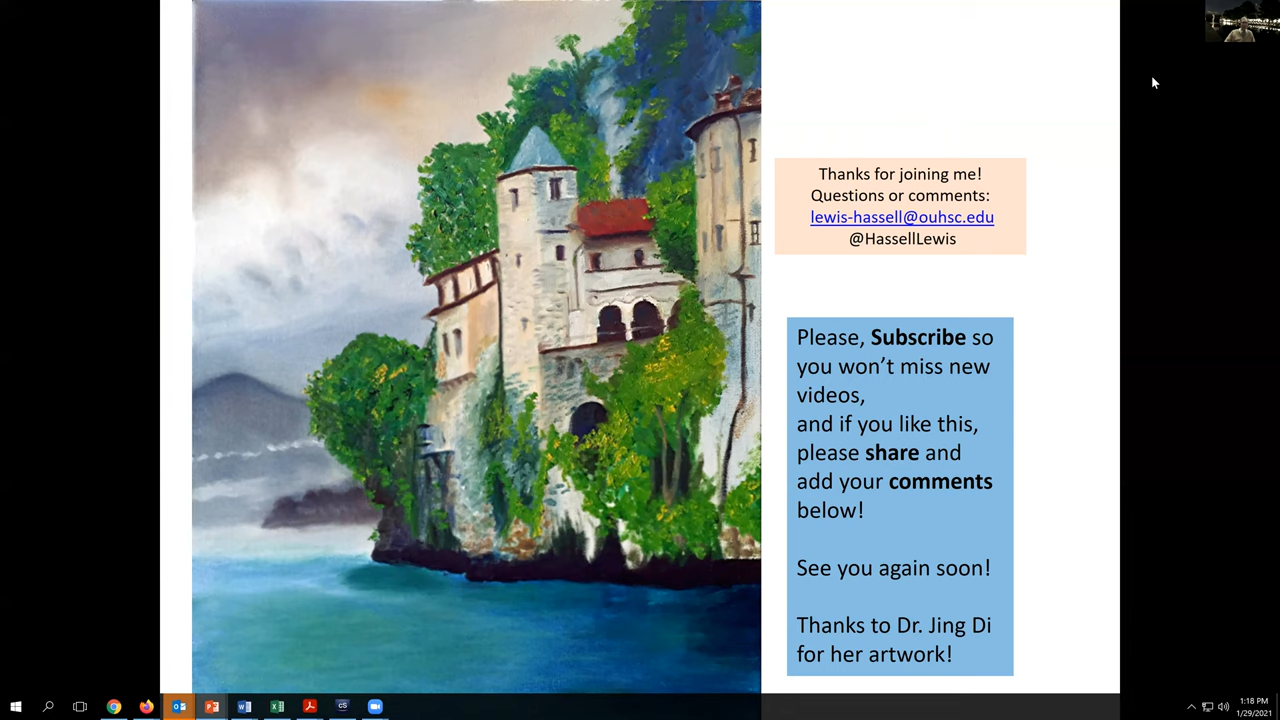 Thanks for joining me!
Questions or comments:
lewis-hassell@ouhsc.edu
@HassellLewis
Please, Subscribe so
you won’t miss new
videos,
and if you like this,
please share and
add your comments
below!
See you again soon!
Thanks to Dr. Jing Di
for her artwork!
1:18 PM
1/29/2021